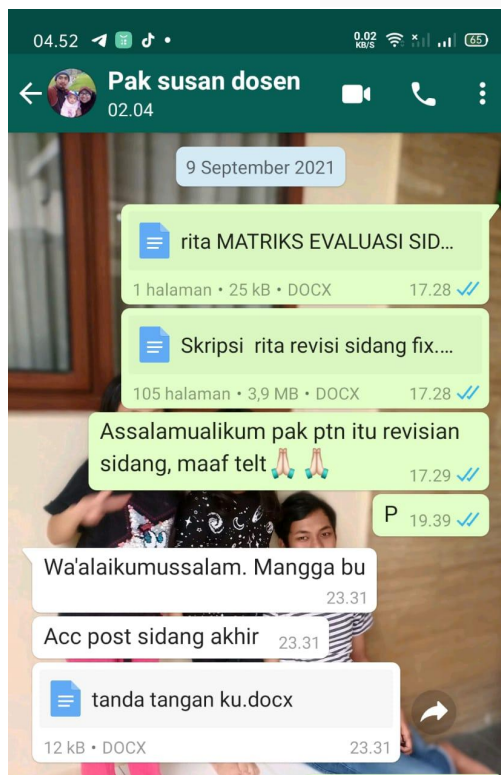 04.52
0.02 KB/S
65
Pak susan dosen
02.04
9 September 2021
rita MATRIKS EVALUASI SID...
1 halaman • 25 kB • DOCX 17.28
Skripsi rita revisi sidang fix....
105 halaman • 3,9 MB • DOCX 17.28
Assalamualikum pak ptn itu revisian
sidang, maaf telt🙏🏻 🙏🏻 17.29
P 19.39
Wa'alaikumussalam. Mangga bu
23.31
Acc post sidang akhir 23.31
tanda tangan ku.docx
12 kB • DOCX 23.31